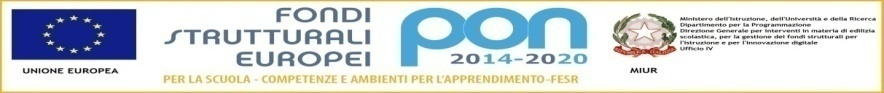 FONDI
STRUTTURALI
EUROPEI
pon
2014-2020
UNIONE EUROPEA
PER LA SCUOLA - COMPETENZE E AMBIENTI PER L'APPRENDIMENTO-FESR
MIUR
Ministero dell'Istruzione, dell'Università e della Ricerca
Dipartimento per la Programmazione
Direzione Generale per interventi in materia di edilizia
scolastica, per la gestione dei fondi strutturali per
l'istruzione e per l'innovazione digitale
Ufficio IV